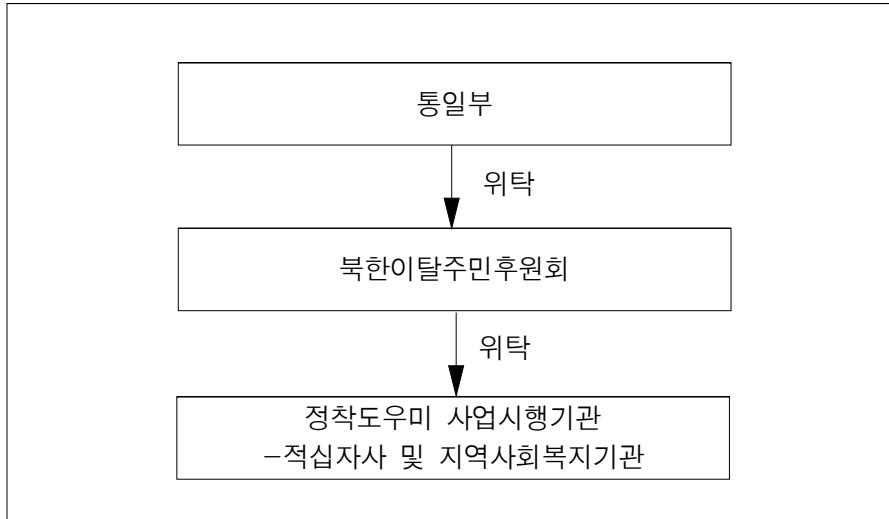 통일부
위탁
북한이탈주민후원회
위탁
정착도우미 사업시행기관
-적십자사 및 지역사회복지기관